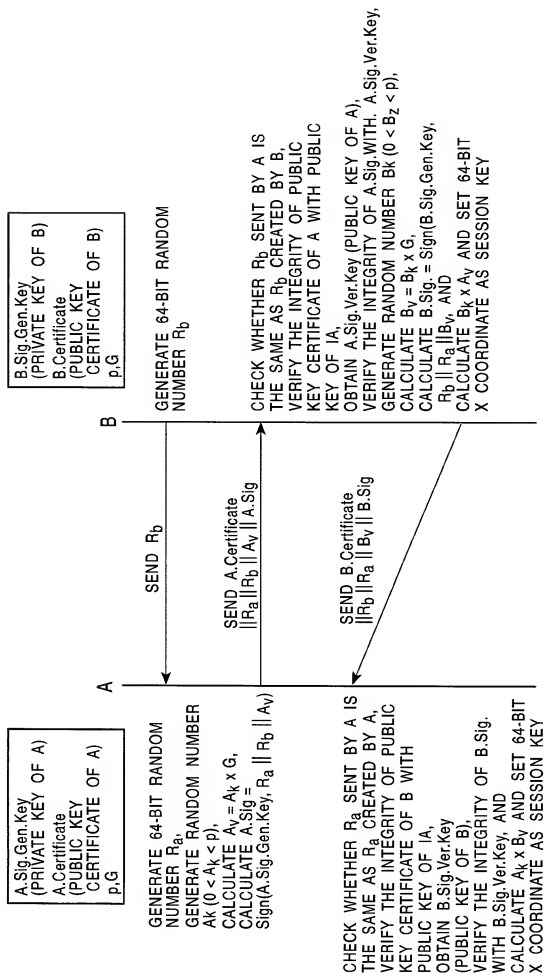 A.Sig.Gen.Key
(PRIVATE KEY OF A)
A.Certificate
(PUBLIC KEY
CERTIFICATE OF A)
p,G
B.Sig.Gen.Key
(PRIVATE KEY OF B)
B.Certificate
(PUBLIC KEY
CERTIFICATE OF B)
p,G
A
B
GENERATE 64-BIT RANDOM
NUMBER Rb
SEND Rb
GENERATE 64-BIT RANDOM
NUMBER Ra,
GENERATE RANDOM NUMBER
Ak (0 < Ak < p),
CALCULATE Av = Ak x G,
CALCULATE A.Sig =
Sign(A.Sig.Gen.Key, Ra || Rb || Av)
SEND A.Certificate
||Ra || Rb || Av || A.Sig
CHECK WHETHER Rb SENT BY A IS
THE SAME AS Rb CREATED BY B,
VERIFY THE INTEGRITY OF PUBLIC
KEY CERTIFICATE OF A WITH PUBLIC
KEY OF IA,
OBTAIN A.Sig.Ver.Key (PUBLIC KEY OF A),
VERIFY THE INTEGRITY OF A.Sig.WITH. A.Sig.Ver.Key,
GENERATE RANDOM NUMBER Bk (0 < Bz < p),
CALCULATE Bv = Bk x G,
CALCULATE B.Sig. = Sign(B.Sig.Gen.Key,
Rb || Ra ||Bv, AND
CALCULATE Bk x Av AND SET 64-BIT
X COORDINATE AS SESSION KEY
SEND B.Certificate
||Rb || Ra || Bv || B.Sig
CHECK WHETHER Ra SENT BY A IS
THE SAME AS Ra CREATED BY A,
VERIFY THE INTEGRITY OF PUBLIC
KEY CERTIFICATE OF B WITH
PUBLIC KEY OF IA,
OBTAIN B.Sig.Ver.Key
(PUBLIC KEY OF B),
VERIFY THE INTEGRITY OF B.Sig.
WITH B.Sig.Ver.Key, AND
CALCULATE Ak x Bv AND SET 64-BIT
X COORDINATE AS SESSION KEY